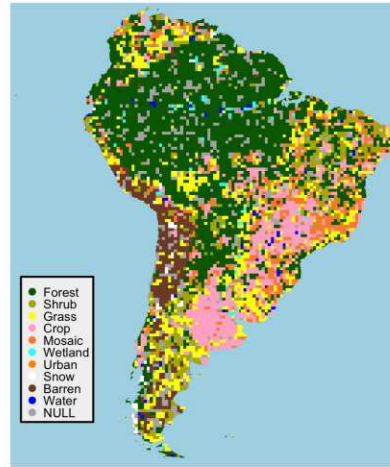 Forest
Shrub
Grass
Crop
Mosaic
Wetland
Urban
Snow
Barren
Water
NULL